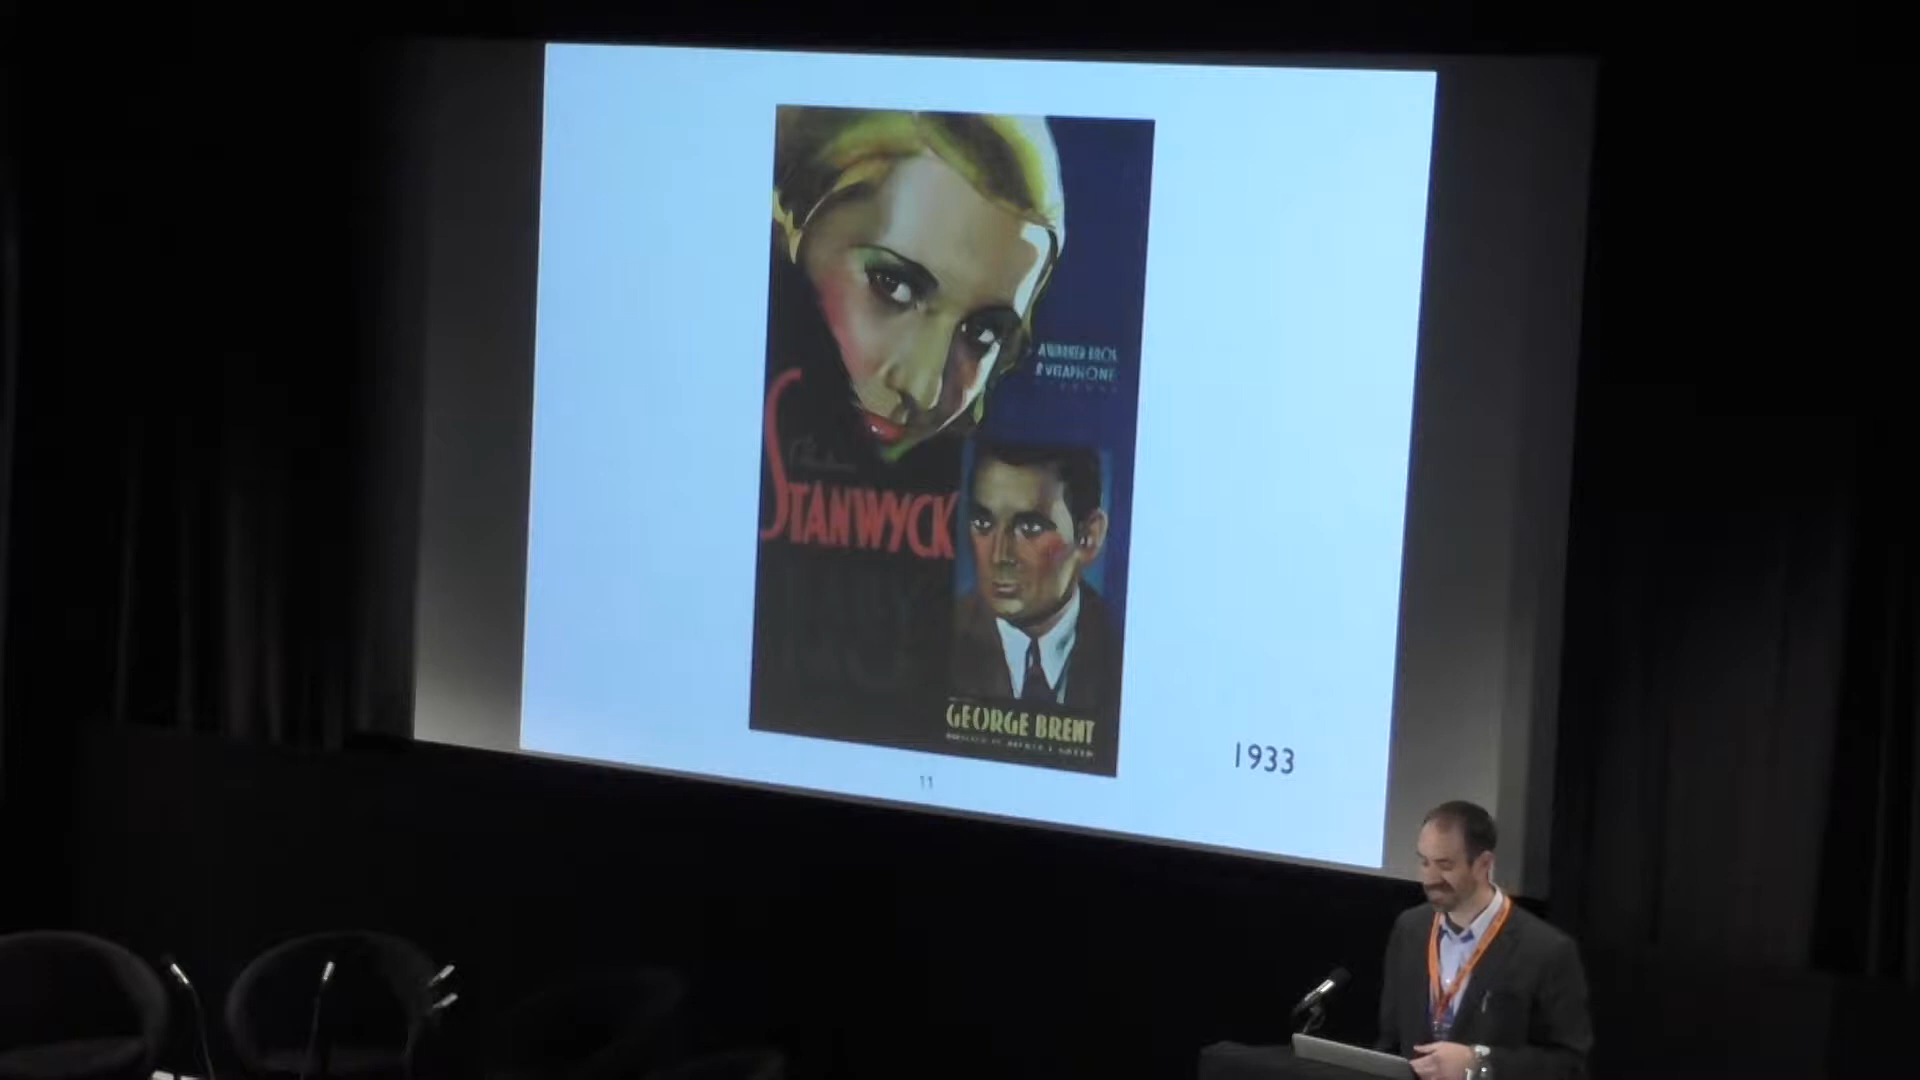 A WARNER BROS
& VITAPHONE
STANWYCK
GEORGE BRENT
1933
11